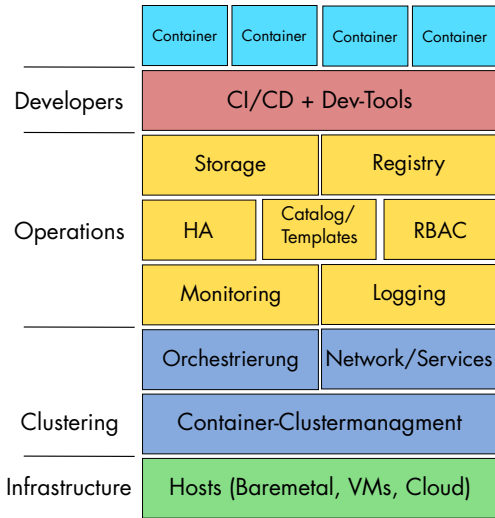 Container Container Container Container
Developers CI/CD + Dev-Tools
Storage Registry
Operations HA Catalog/
Templates RBAC
Monitoring Logging
Orchestrierung Network/Services
Clustering Container-Clustermanagment
Infrastructure Hosts (Baremetal, VMs, Cloud)